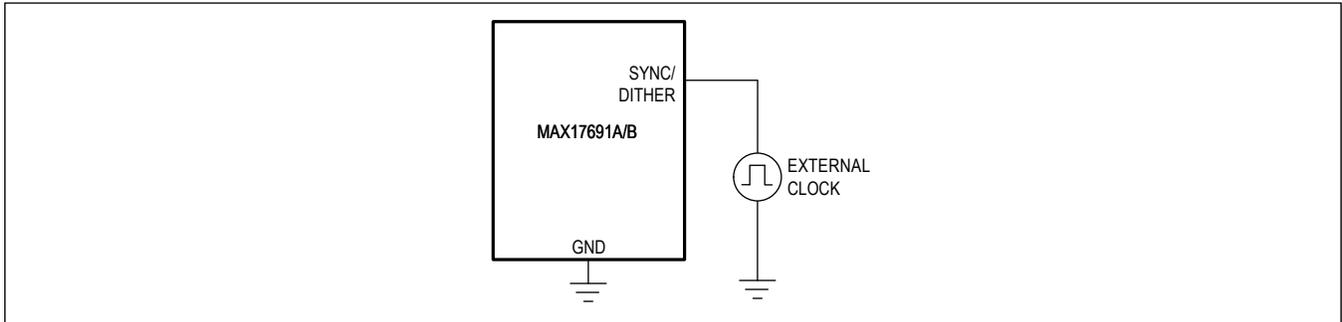 SYNC/
DITHER
MAX17691A/B
EXTERNAL
CLOCK
GND